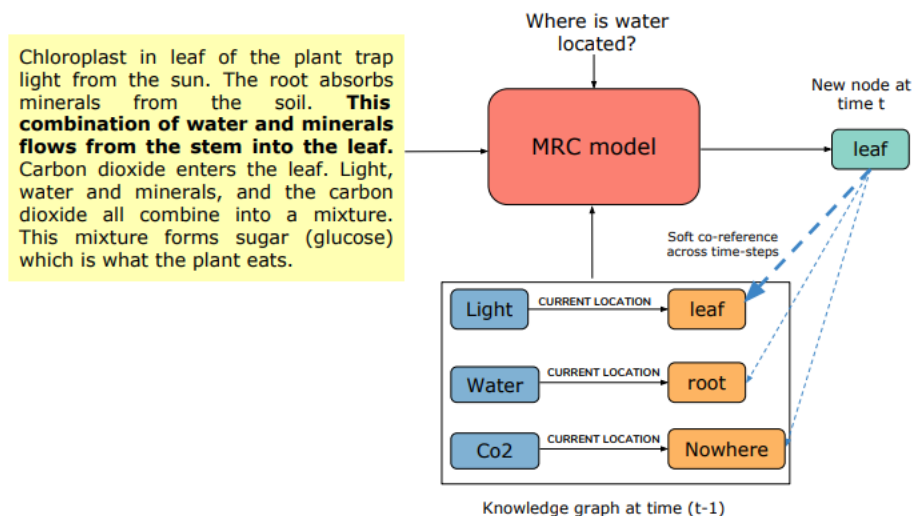 Where is water
located?
Chloroplast in leaf of the plant trap
light from the sun. The root absorbs
minerals from the soil. This
combination of water and minerals
flows from the stem into the leaf.
Carbon dioxide enters the leaf. Light,
water and minerals, and the carbon
dioxide all combine into a mixture.
This mixture forms sugar (glucose)
which is what the plant eats.
MRC model
New node at
time t
leaf
Soft co-reference
across time-steps
Light
CURRENT LOCATION
leaf
Water
CURRENT LOCATION
root
Co2
CURRENT LOCATION
Nowhere
Knowledge graph at time (t-1)